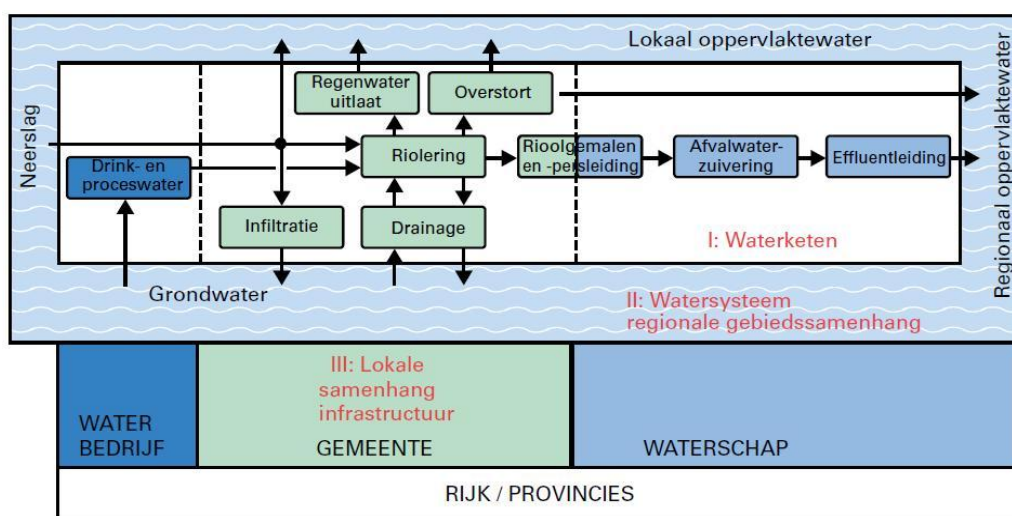 Lokaal oppervlaktewater
Neerslag
Regionaal oppervlaktewater
Regenwater
uitlaat
Overstort
Drink- en
proceswater
Riolering
Rioolgemalen
en -persleiding
Afvalwater-
zuivering
Effluentleiding
Infiltratie
Drainage
I: Waterketen
Grondwater
II: Watersysteem
regionale gebiedssamenhang
III: Lokale
samenhang
infrastructuur
WATER
BEDRIJF
GEMEENTE
WATERSCHAP
RIJK / PROVINCIES